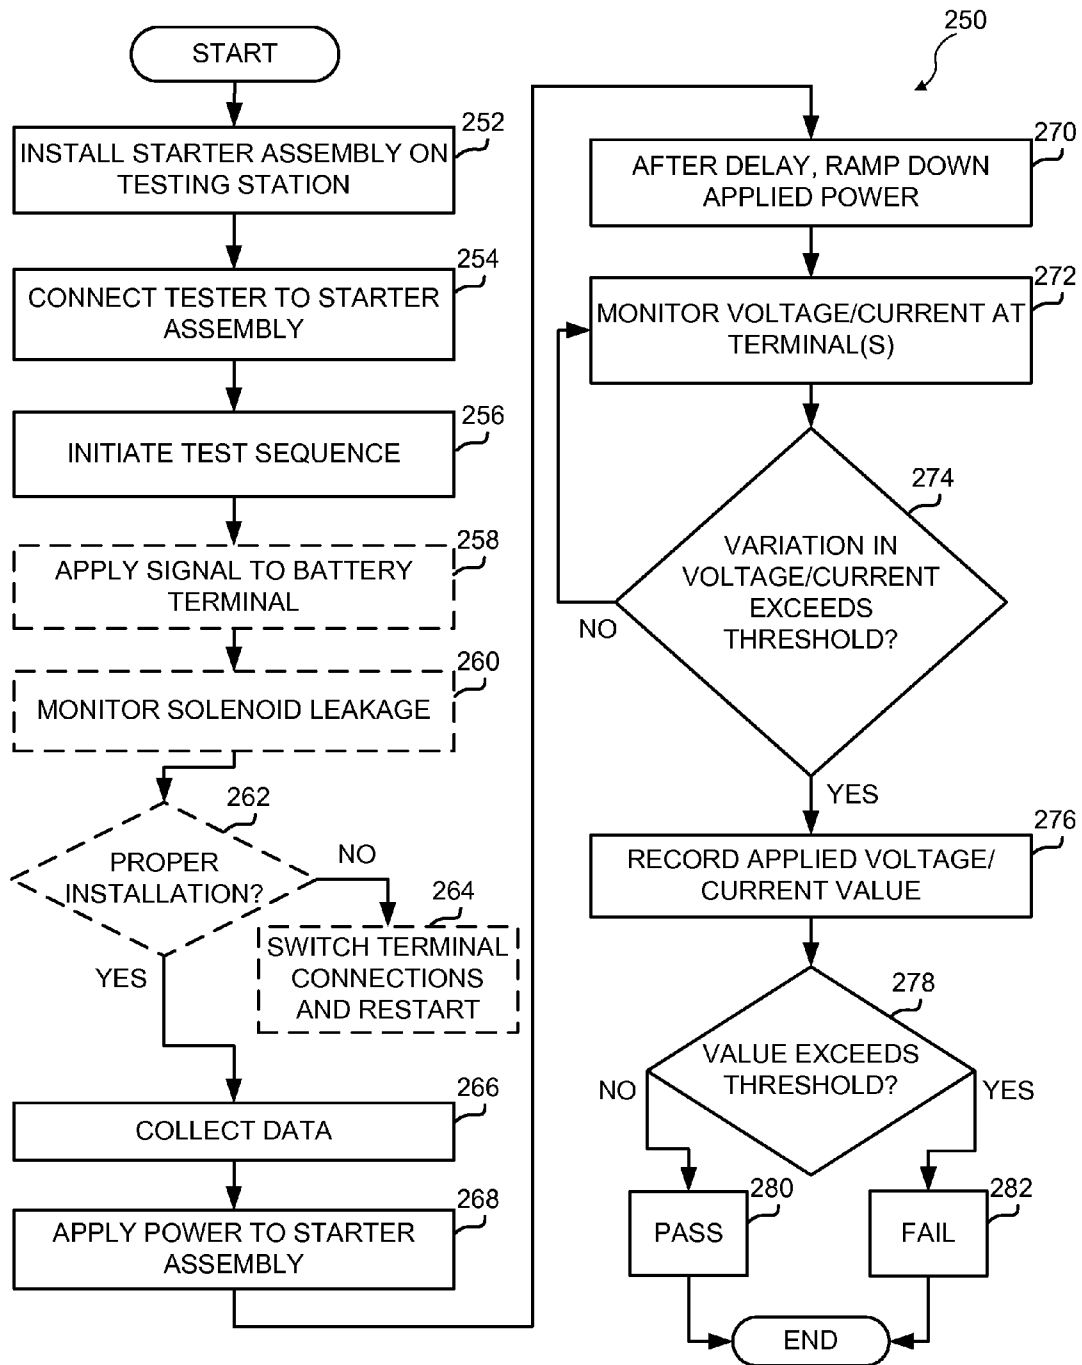 START
252
INSTALL STARTER ASSEMBLY ON
TESTING STATION
254
CONNECT TESTER TO STARTER
ASSEMBLY
256
INITIATE TEST SEQUENCE
258
APPLY SIGNAL TO BATTERY
TERMINAL
260
MONITOR SOLENOID LEAKAGE
262
PROPER
INSTALLATION?
NO
264
SWITCH TERMINAL
CONNECTIONS
AND RESTART
YES
266
COLLECT DATA
268
APPLY POWER TO STARTER
ASSEMBLY
250
270
AFTER DELAY, RAMP DOWN
APPLIED POWER
272
MONITOR VOLTAGE/CURRENT AT
TERMINAL(S)
274
VARIATION IN
VOLTAGE/CURRENT
EXCEEDS
THRESHOLD?
NO
YES
276
RECORD APPLIED VOLTAGE/
CURRENT VALUE
278
VALUE EXCEEDS
THRESHOLD?
NO
YES
280
PASS
282
FAIL
END